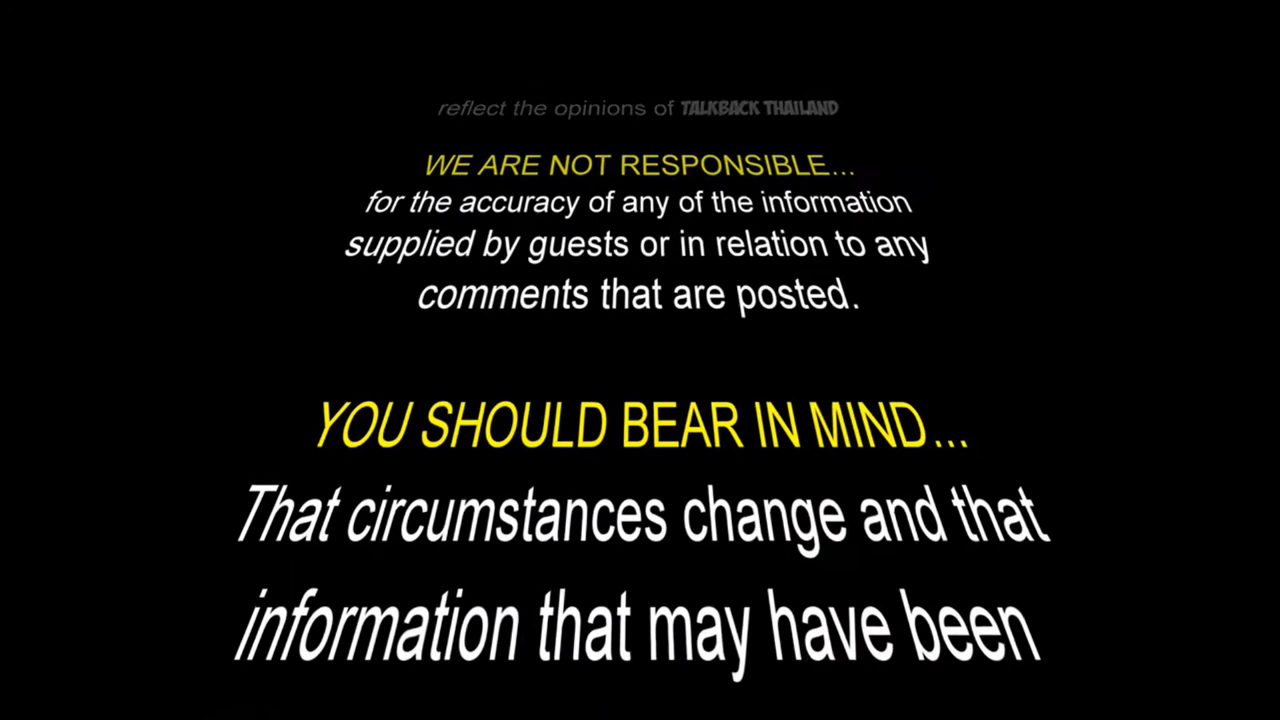 reflect the opinions of TALKBACK THAILAND
WE ARE NOT RESPONSIBLE...
for the accuracy of any of the information
supplied by guests or in relation to any
comments that are posted.
YOU SHOULD BEAR IN MIND...
That circumstances change and that
information that may have been